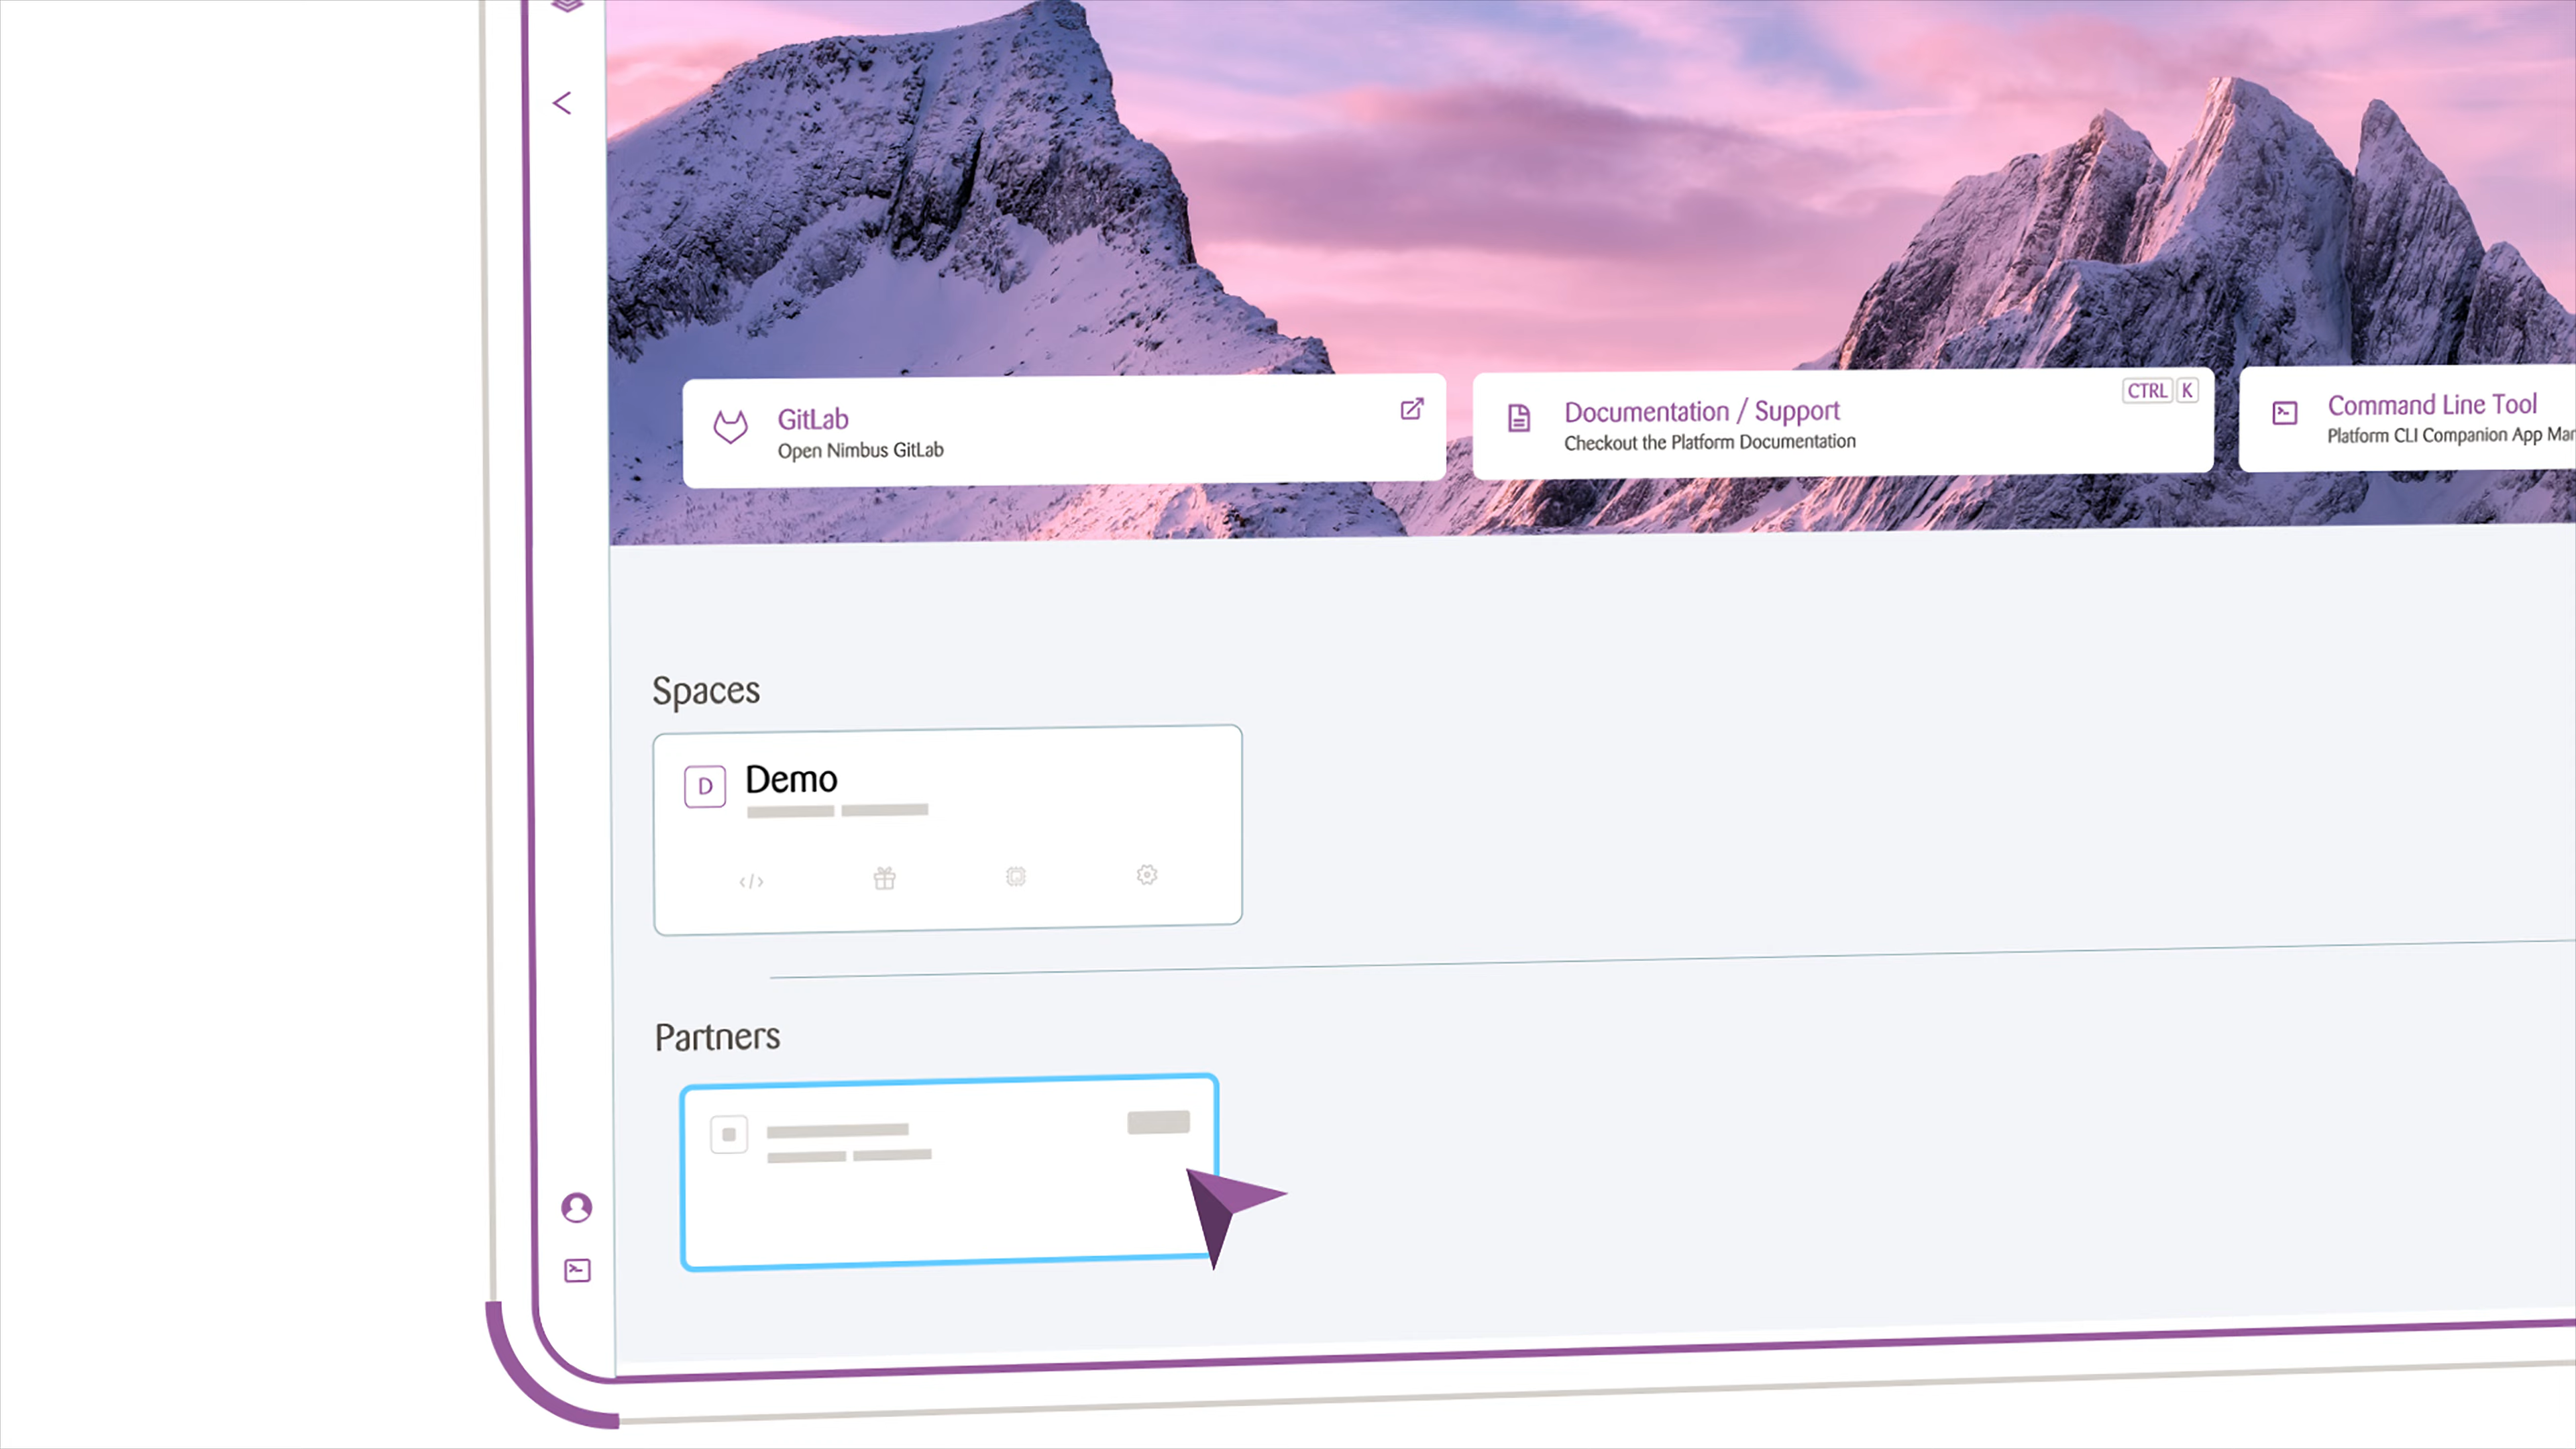 GitLab
Open Nimbus GitLab
Documentation / Support
CTRL K
Checkout the Platform Documentation
Command Line Tool
Platform CLI Companion App
Spaces
D
Demo
Partners